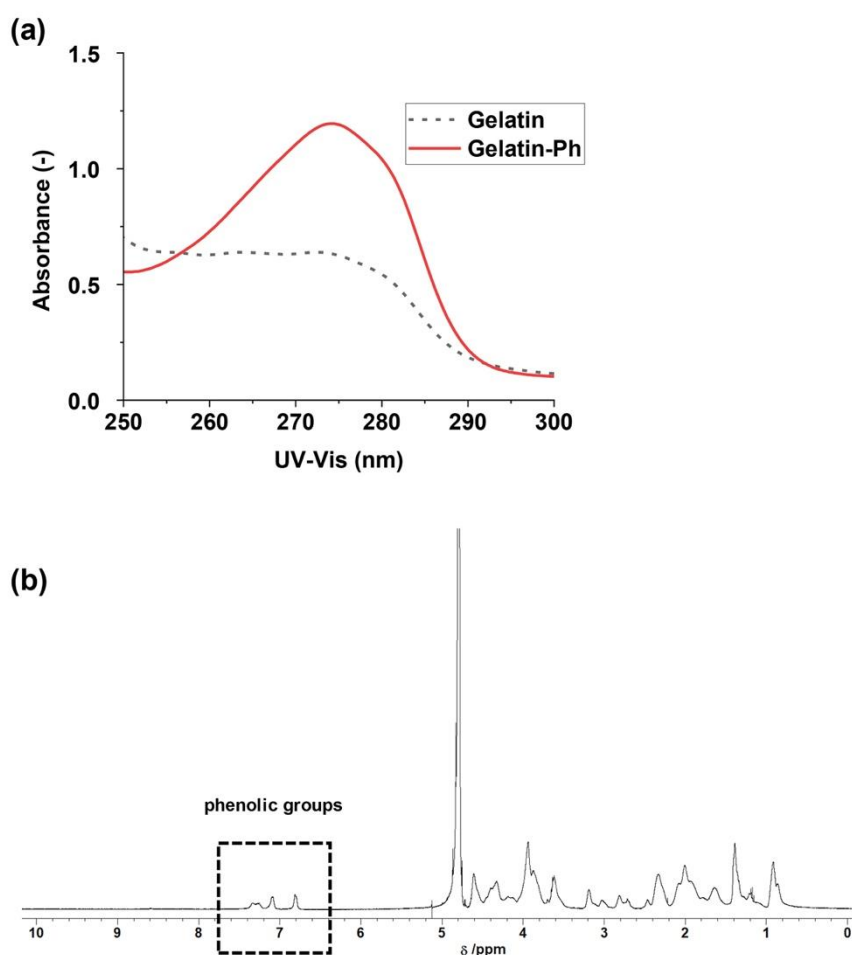 (a)
1.5
1.0
0.5
0.0
Absorbance (-)
Gelatin
Gelatin-Ph
250 260 270 280 290 300
UV-Vis (nm)
(b)
phenolic groups
10 9 8 7 6 5 4 3 2 1 0
δ /ppm